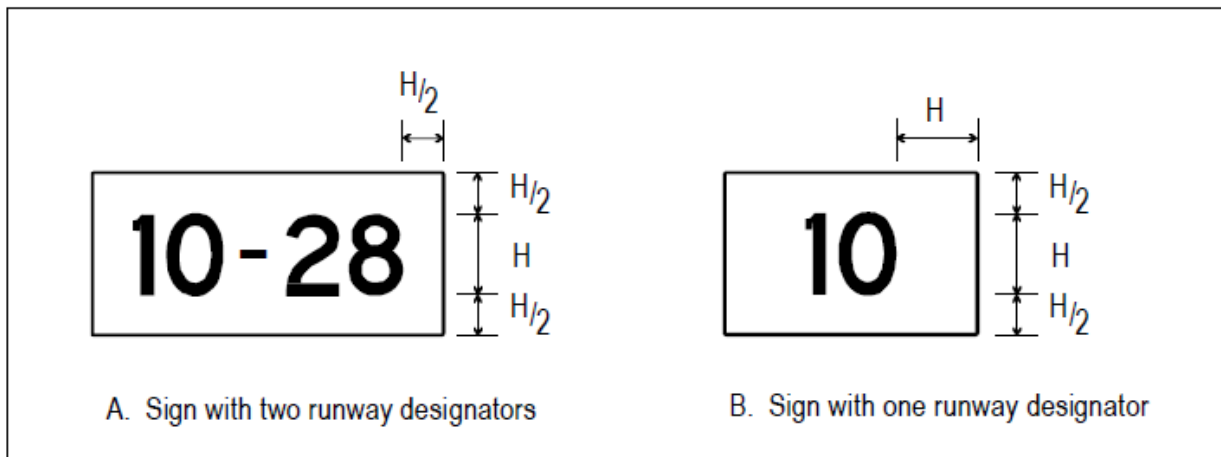 H/2
H
H/2
H/2
10-28
H
10
H
H/2
H/2
A. Sign with two runway designators
B. Sign with one runway designator